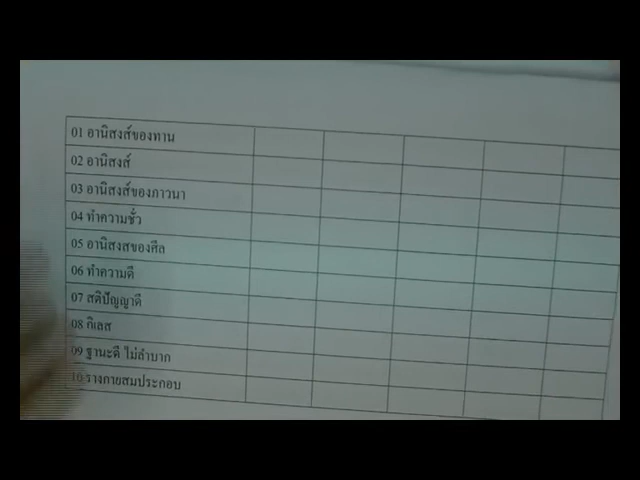 01 อานิสงส์ของทาน
02 อานิสงส์
03 อานิสงส์ของภาวนา
04 ทำความชั่ว
05 อานิสงสของศีล
06 ทำความดี
07 สติปัญญาดี
08 กิเลส
09 ฐานะดี ไม่ลำบาก
10 รางกายสมประกอบ